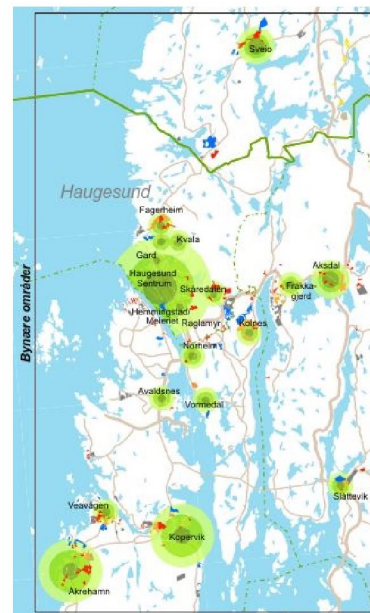 Sveio
Haugesund
Fagerheim
Kvala
Gard
Haugesund
Sentrum
Skåredalen
Aksdal
Frakka-
gjerd
Hemmingstad/
Meieriet
Raglamyr
Kolnes
Norheim
Avaldsnes
Vormedal
Slåttevik
Veavågen
Kopervik
Åkrehamn
Bynære områder